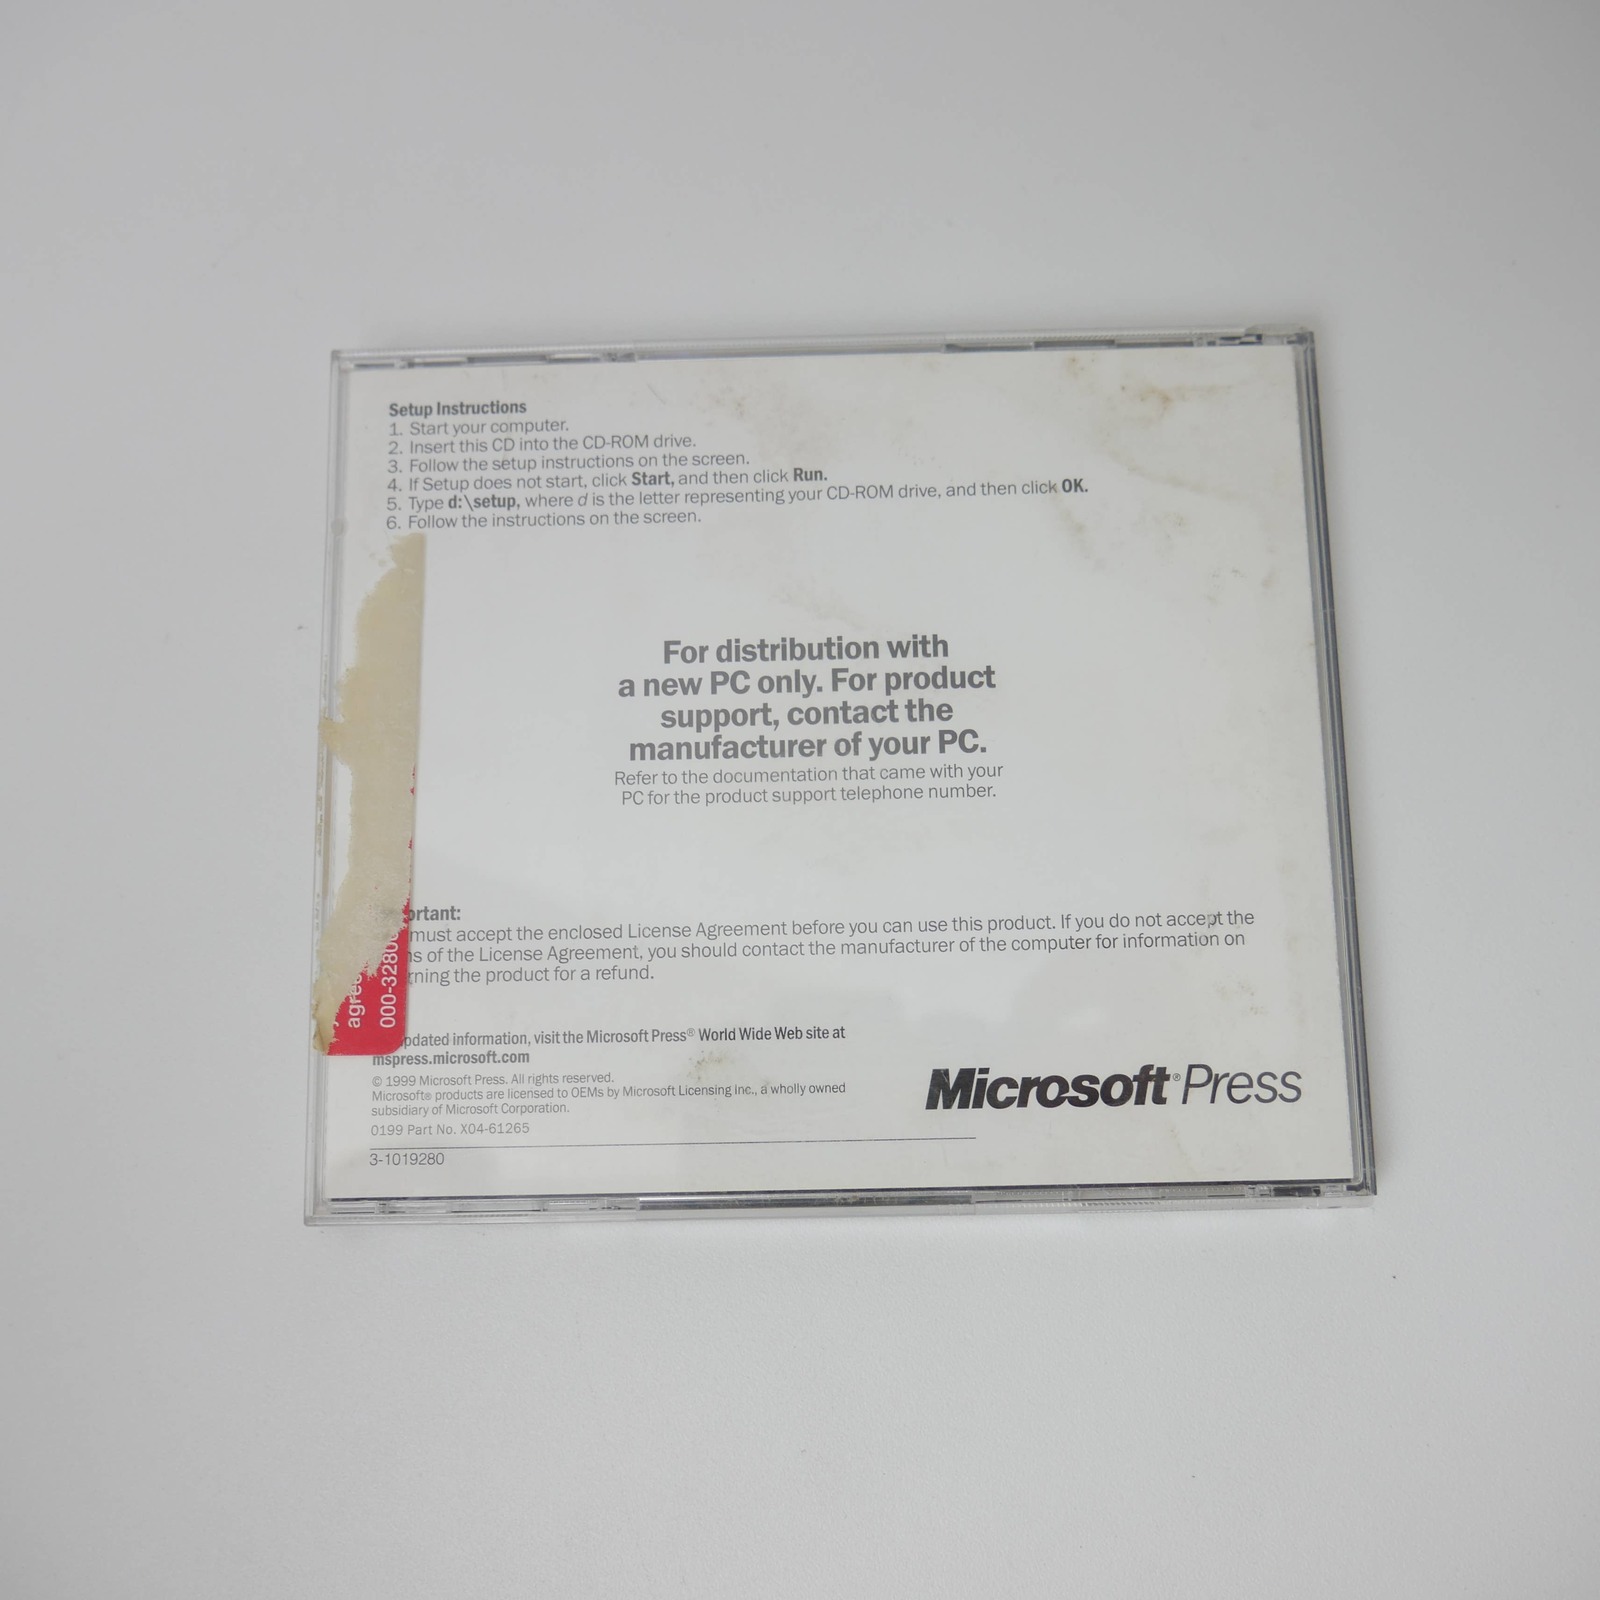 Setup Instructions
1. Start your computer.
2. Insert this CD into the CD-ROM drive.
3. Follow the setup instructions on the screen.
4. If Setup does not start, click Start, and then click Run.
5. Type d:\setup, where d is the letter representing your CD-ROM drive, and then click OK.
6. Follow the instructions on the screen.
For distribution with
a new PC only. For product
support, contact the
manufacturer of your PC.
Refer to the documentation that came with your
PC for the product support telephone number.
ortant:
must accept the enclosed License Agreement before you can use this product. If you do not accept the
s of the License Agreement, you should contact the manufacturer of the computer for information on
rning the product for a refund.
agree
000-3280
pdated information, visit the Microsoft Press® World Wide Web site at
mspress.microsoft.com
© 1999 Microsoft Press. All rights reserved.
Microsoft® products are licensed to OEMs by Microsoft Licensing Inc., a wholly owned
subsidiary of Microsoft Corporation.
0199 Part No. X04-61265
3-1019280
Microsoft® Press